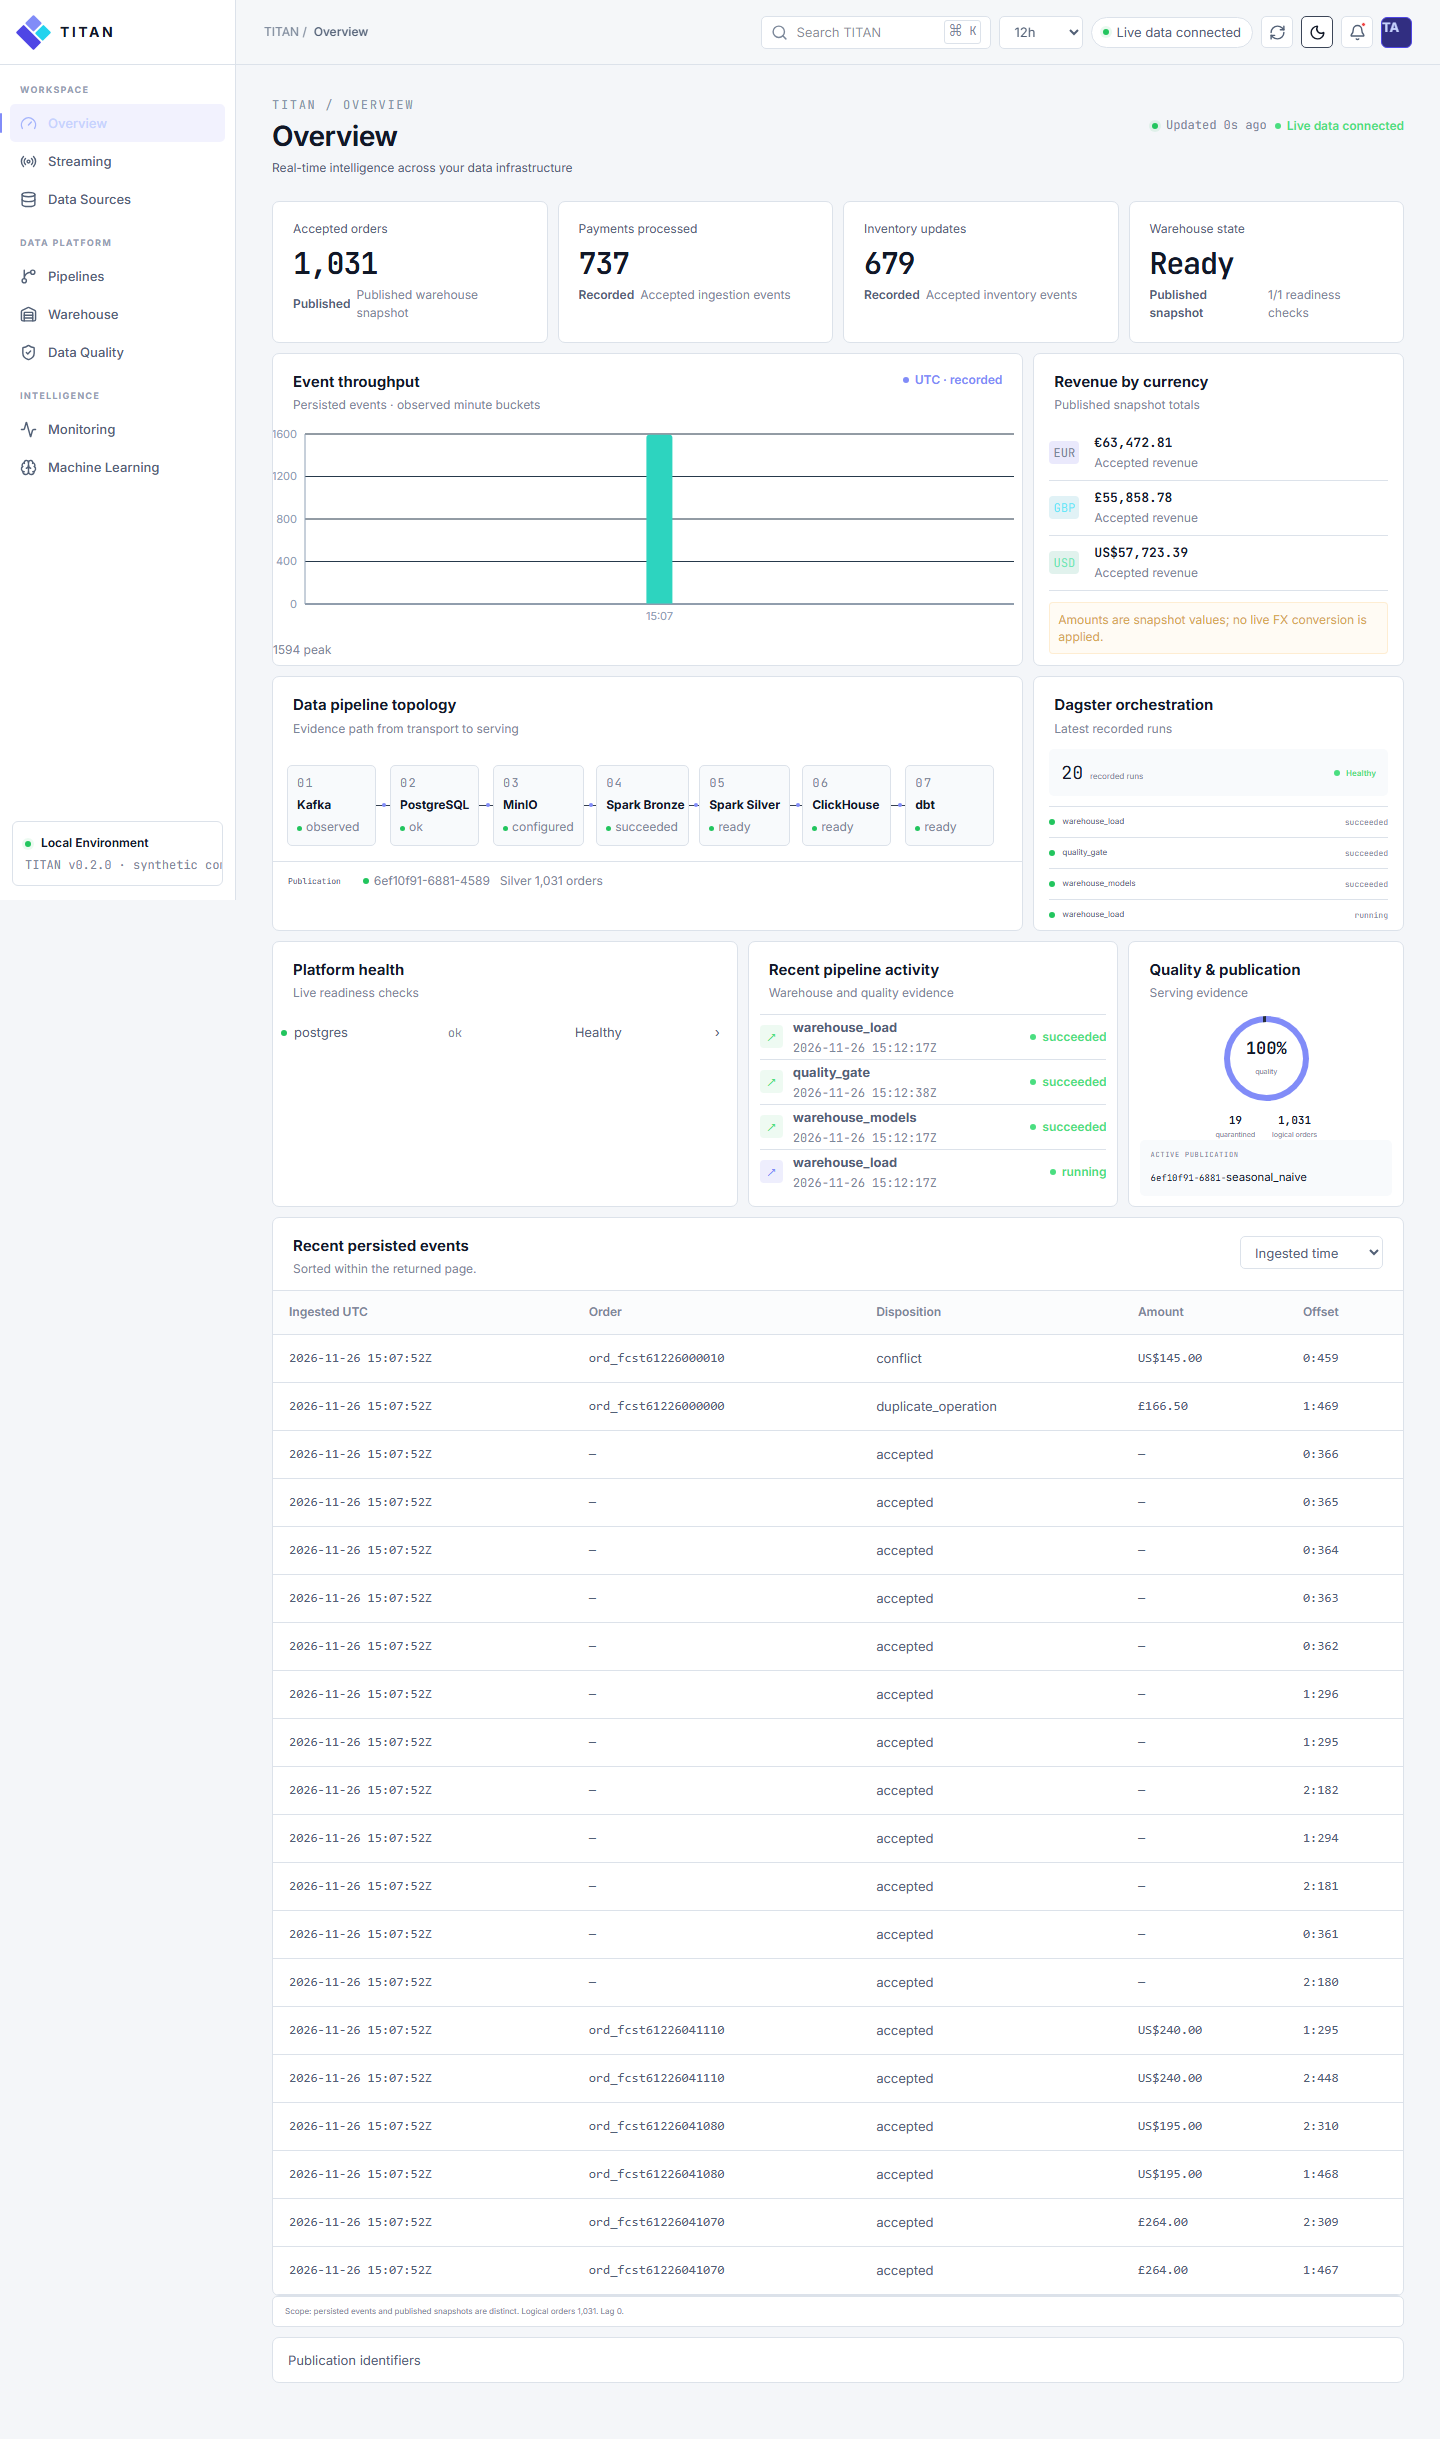 TITAN
TITAN / Overview
Search TITAN
⌘ K
12h
Live data connected
TA
WORKSPACE
Overview
Streaming
Data Sources
DATA PLATFORM
Pipelines
Warehouse
Data Quality
INTELLIGENCE
Monitoring
Machine Learning
Local Environment
TITAN v0.2.0 · synthetic co
TITAN / OVERVIEW
Overview
Real-time intelligence across your data infrastructure
Updated 0s ago
Live data connected
Accepted orders
1,031
Published Published warehouse
snapshot
Payments processed
737
Recorded Accepted ingestion events
Inventory updates
679
Recorded Accepted inventory events
Warehouse state
Ready
Published
snapshot
1/1 readiness
checks
Event throughput
Persisted events · observed minute buckets
UTC · recorded
1600
1200
800
400
0
15:07
1594 peak
Revenue by currency
Published snapshot totals
EUR
€63,472.81
Accepted revenue
GBP
£55,858.78
Accepted revenue
USD
US$57,723.39
Accepted revenue
Amounts are snapshot values; no live FX conversion is
applied.
Data pipeline topology
Evidence path from transport to serving
01
Kafka
observed
02
PostgreSQL
ok
03
MinIO
configured
04
Spark Bronze
succeeded
05
Spark Silver
ready
06
ClickHouse
ready
07
dbt
ready
Publication
6ef10f91-6881-4589 Silver 1,031 orders
Dagster orchestration
Latest recorded runs
20 recorded runs
Healthy
warehouse_load succeeded
quality_gate succeeded
warehouse_models succeeded
warehouse_load running
Platform health
Live readiness checks
postgres ok Healthy ›
Recent pipeline activity
Warehouse and quality evidence
↗ warehouse_load
2026-11-26 15:12:17Z
succeeded
↗ quality_gate
2026-11-26 15:12:38Z
succeeded
↗ warehouse_models
2026-11-26 15:12:17Z
succeeded
↗ warehouse_load
2026-11-26 15:12:17Z
running
Quality & publication
Serving evidence
100%
quality
19
quarantined
1,031
logical orders
ACTIVE PUBLICATION
6ef10f91-6881-seasonal_naive
Recent persisted events
Sorted within the returned page.
Ingested time
Ingested UTC Order Disposition Amount Offset
2026-11-26 15:07:52Z ord_fcst61226000010 conflict US$145.00 0:459
2026-11-26 15:07:52Z ord_fcst61226000000 duplicate_operation £166.50 1:469
2026-11-26 15:07:52Z — accepted — 0:366
2026-11-26 15:07:52Z — accepted — 0:365
2026-11-26 15:07:52Z — accepted — 0:364
2026-11-26 15:07:52Z — accepted — 0:363
2026-11-26 15:07:52Z — accepted — 0:362
2026-11-26 15:07:52Z — accepted — 1:296
2026-11-26 15:07:52Z — accepted — 1:295
2026-11-26 15:07:52Z — accepted — 2:182
2026-11-26 15:07:52Z — accepted — 1:294
2026-11-26 15:07:52Z — accepted — 2:181
2026-11-26 15:07:52Z — accepted — 0:361
2026-11-26 15:07:52Z — accepted — 2:180
2026-11-26 15:07:52Z ord_fcst61226041110 accepted US$240.00 1:295
2026-11-26 15:07:52Z ord_fcst61226041110 accepted US$240.00 2:448
2026-11-26 15:07:52Z ord_fcst61226041080 accepted US$195.00 2:310
2026-11-26 15:07:52Z ord_fcst61226041080 accepted US$195.00 1:468
2026-11-26 15:07:52Z ord_fcst61226041070 accepted £264.00 2:309
2026-11-26 15:07:52Z ord_fcst61226041070 accepted £264.00 1:467
Scope: persisted events and published snapshots are distinct. Logical orders 1,031. Lag 0.
Publication identifiers